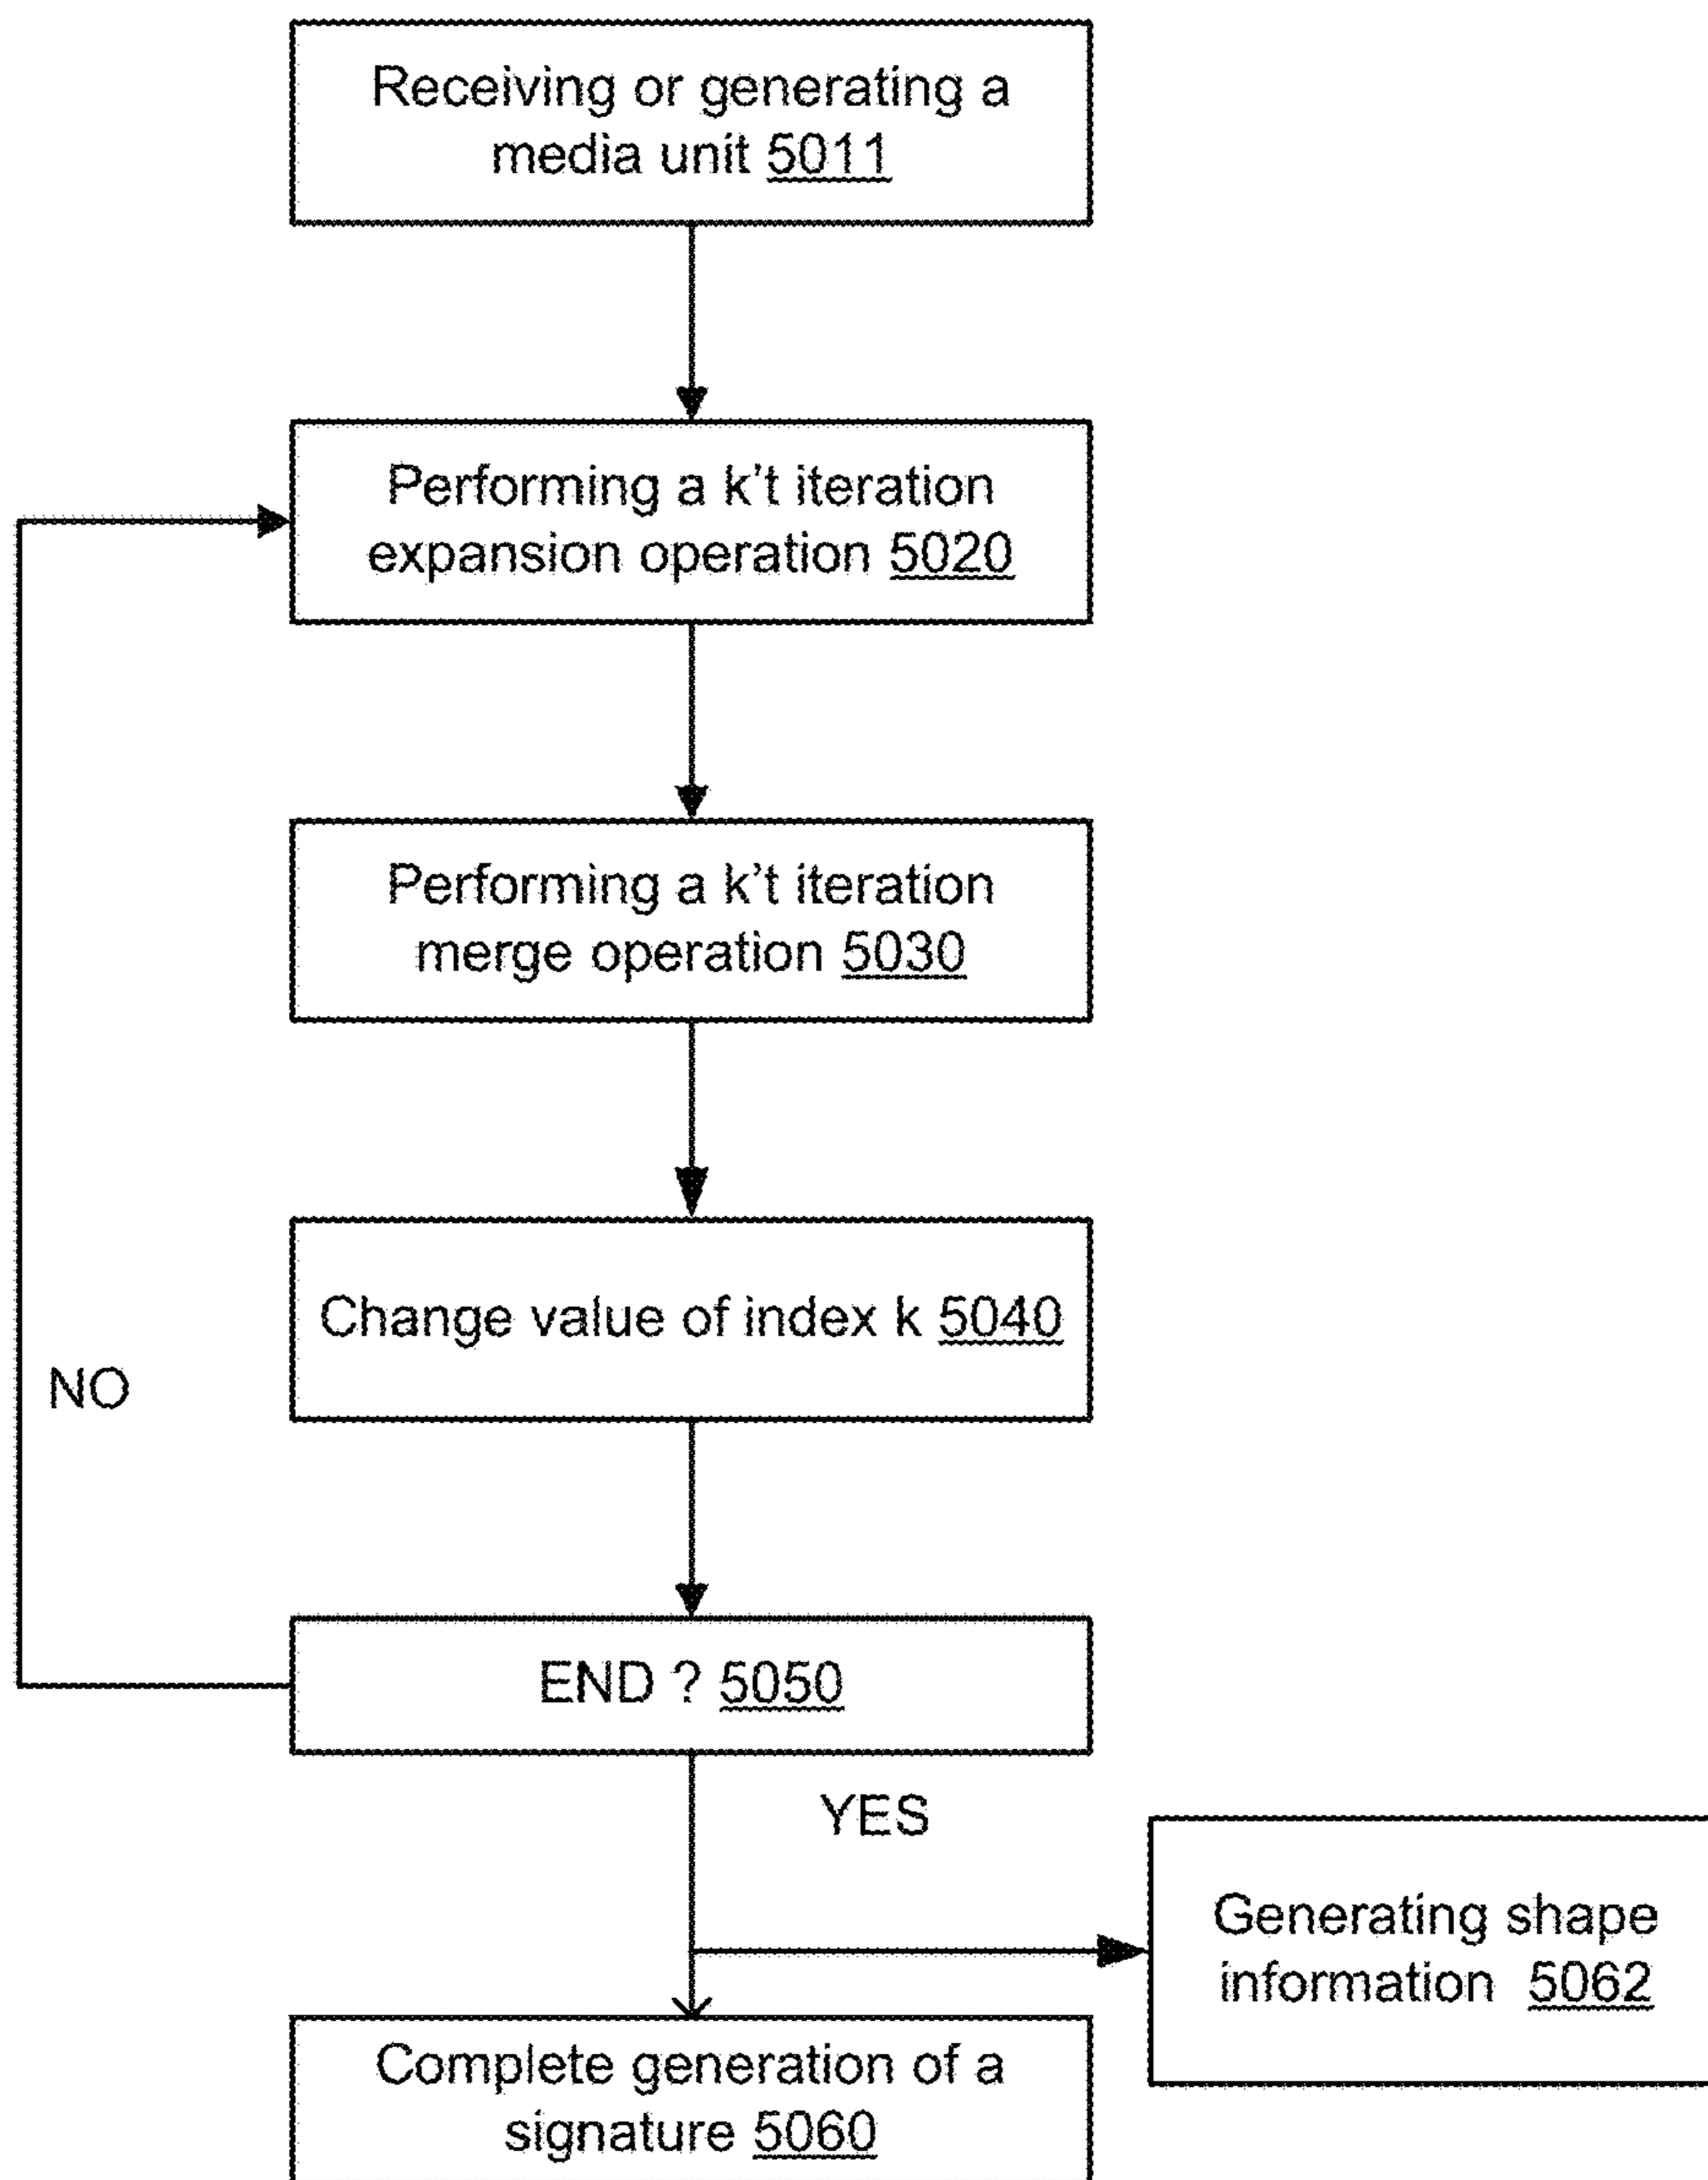 Receiving or generating a
media unit 5011
Performing a k't iteration
expansion operation 5020
Performing a k't iteration
merge operation 5030
Change value of index k 5040
NO
END ? 5050
YES
Generating shape
information 5062
Complete generation of a
signature 5060